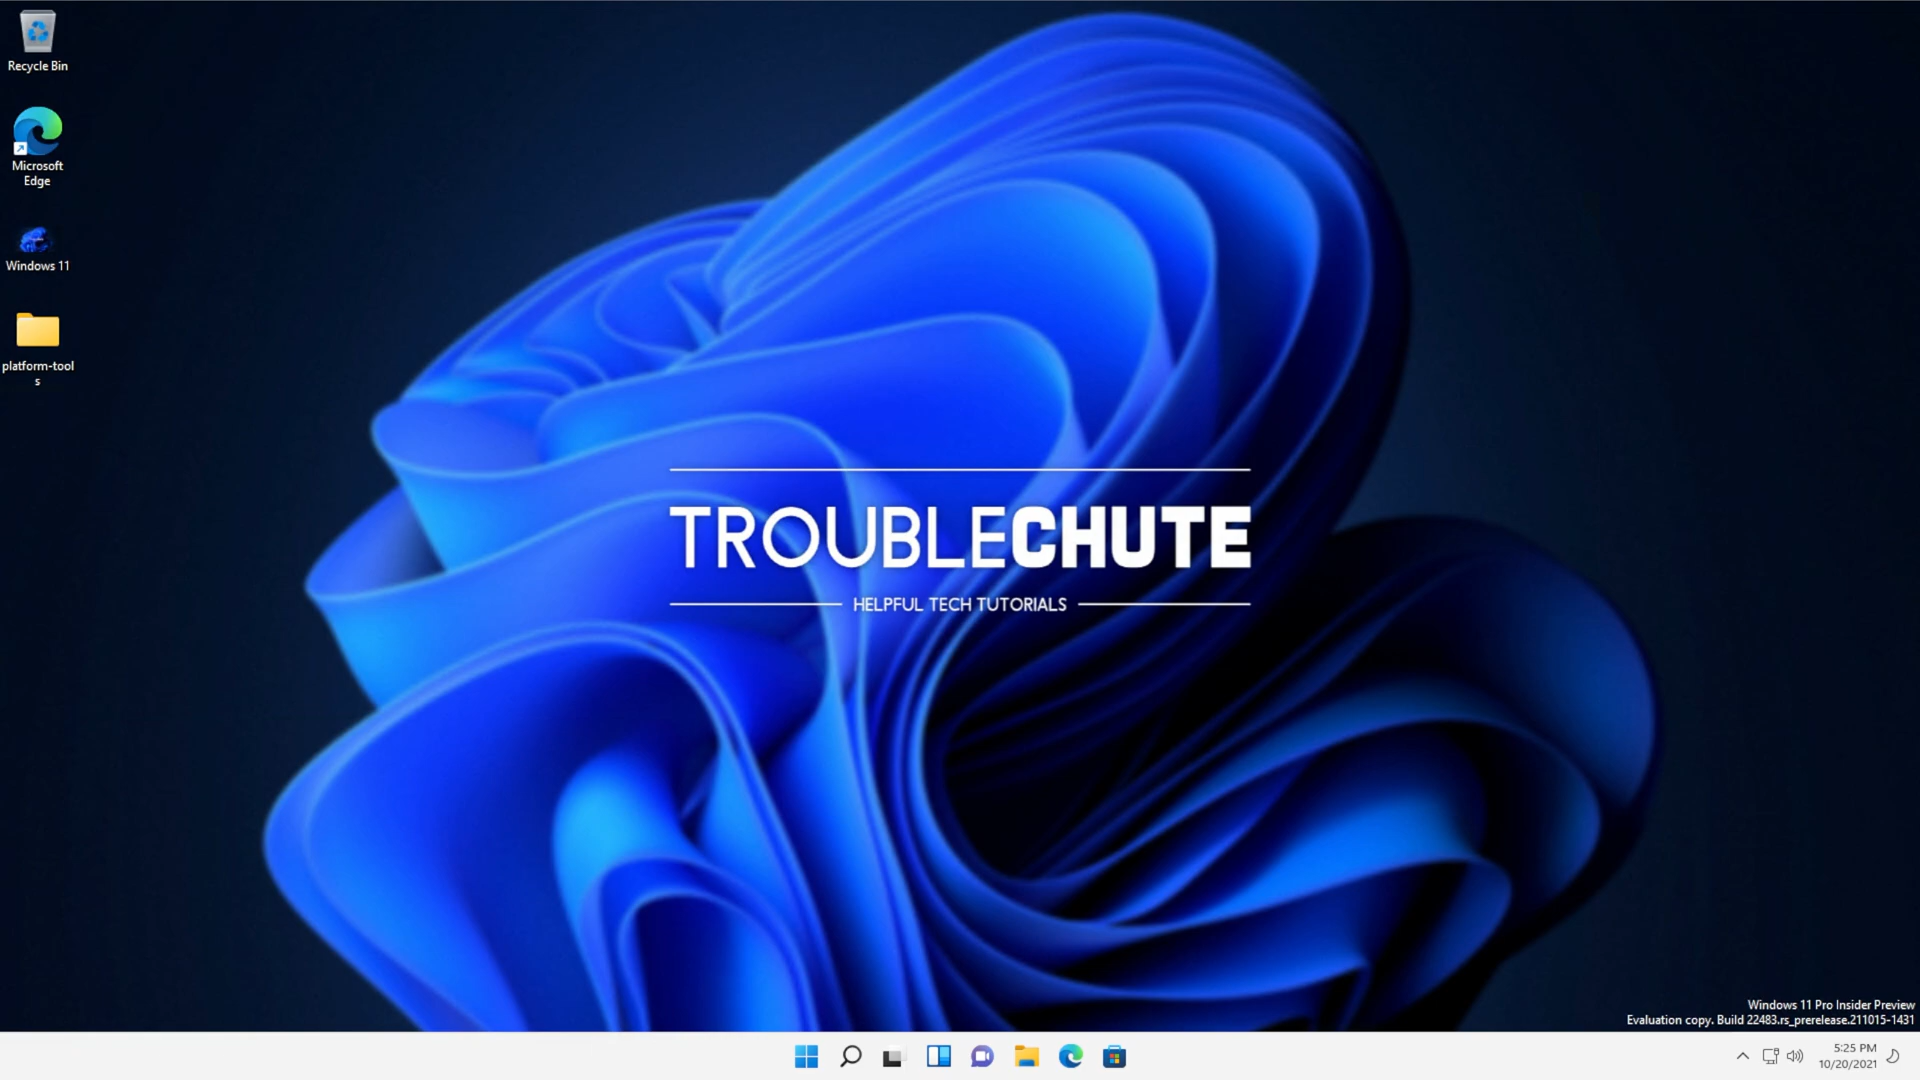 Recycle Bin
Microsoft
Edge
Windows 11
platform-tool
s
TROUBLECHUTE
HELPFUL TECH TUTORIALS
Windows 11 Pro Insider Preview
Evaluation copy. Build 22483.rs_prerelease.211015-1431
5:25 PM
10/20/2021